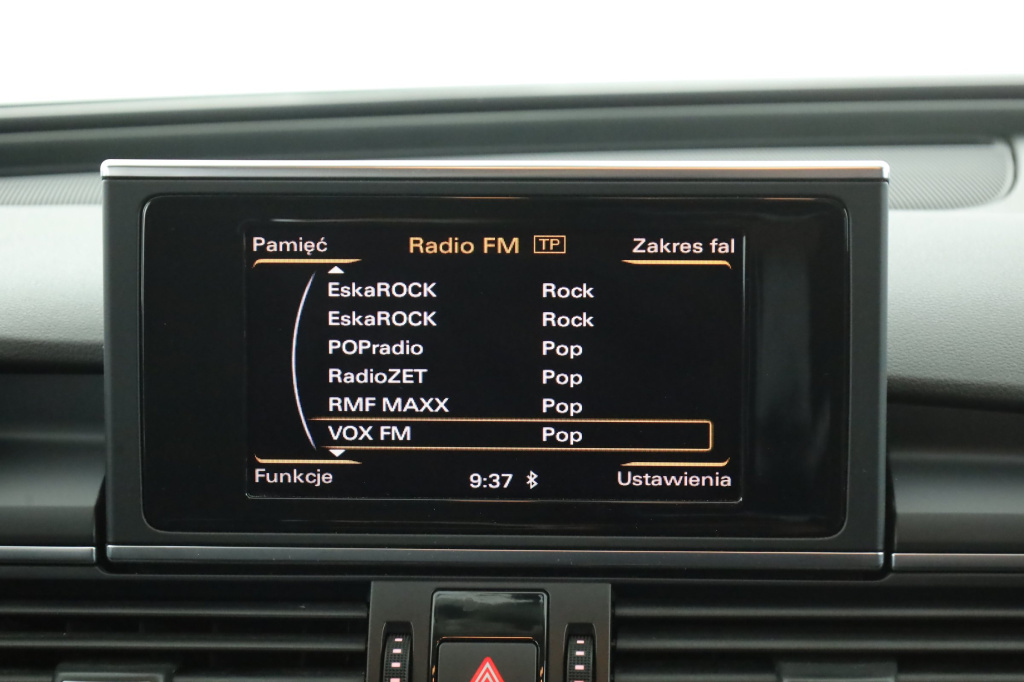 Pamięć Radio FM TP Zakres fal
EskaROCK Rock
EskaROCK Rock
POPradio Pop
RadioZET Pop
RMF MAXX Pop
VOX FM Pop
Funkcje 9:37 Ustawienia